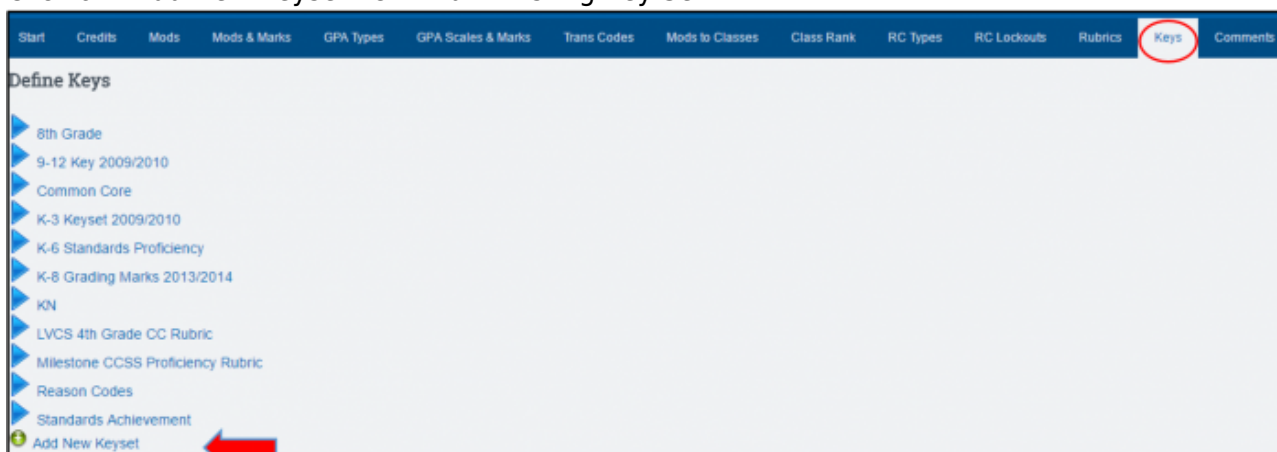 Start Credits Mods Mods & Marks GPA Types GPA Scales & Marks Trans Codes Mods to Classes Class Rank RC Types RC Lockouts Rubrics Keys Comments
Define Keys
8th Grade
9-12 Key 2009/2010
Common Core
K-3 Keyset 2009/2010
K-6 Standards Proficiency
K-8 Grading Marks 2013/2014
KN
LVCS 4th Grade CC Rubric
Milestone CCSS Proficiency Rubric
Reason Codes
Standards Achievement
Add New Keyset